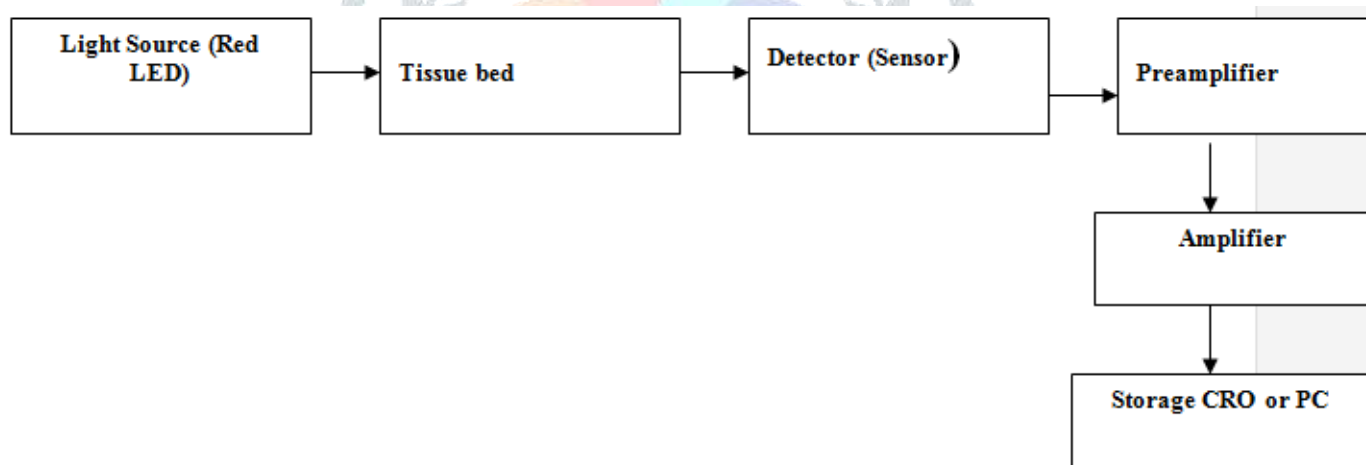 Light Source (Red
LED)
Tissue bed
Detector (Sensor)
Preamplifier
Amplifier
Storage CRO or PC